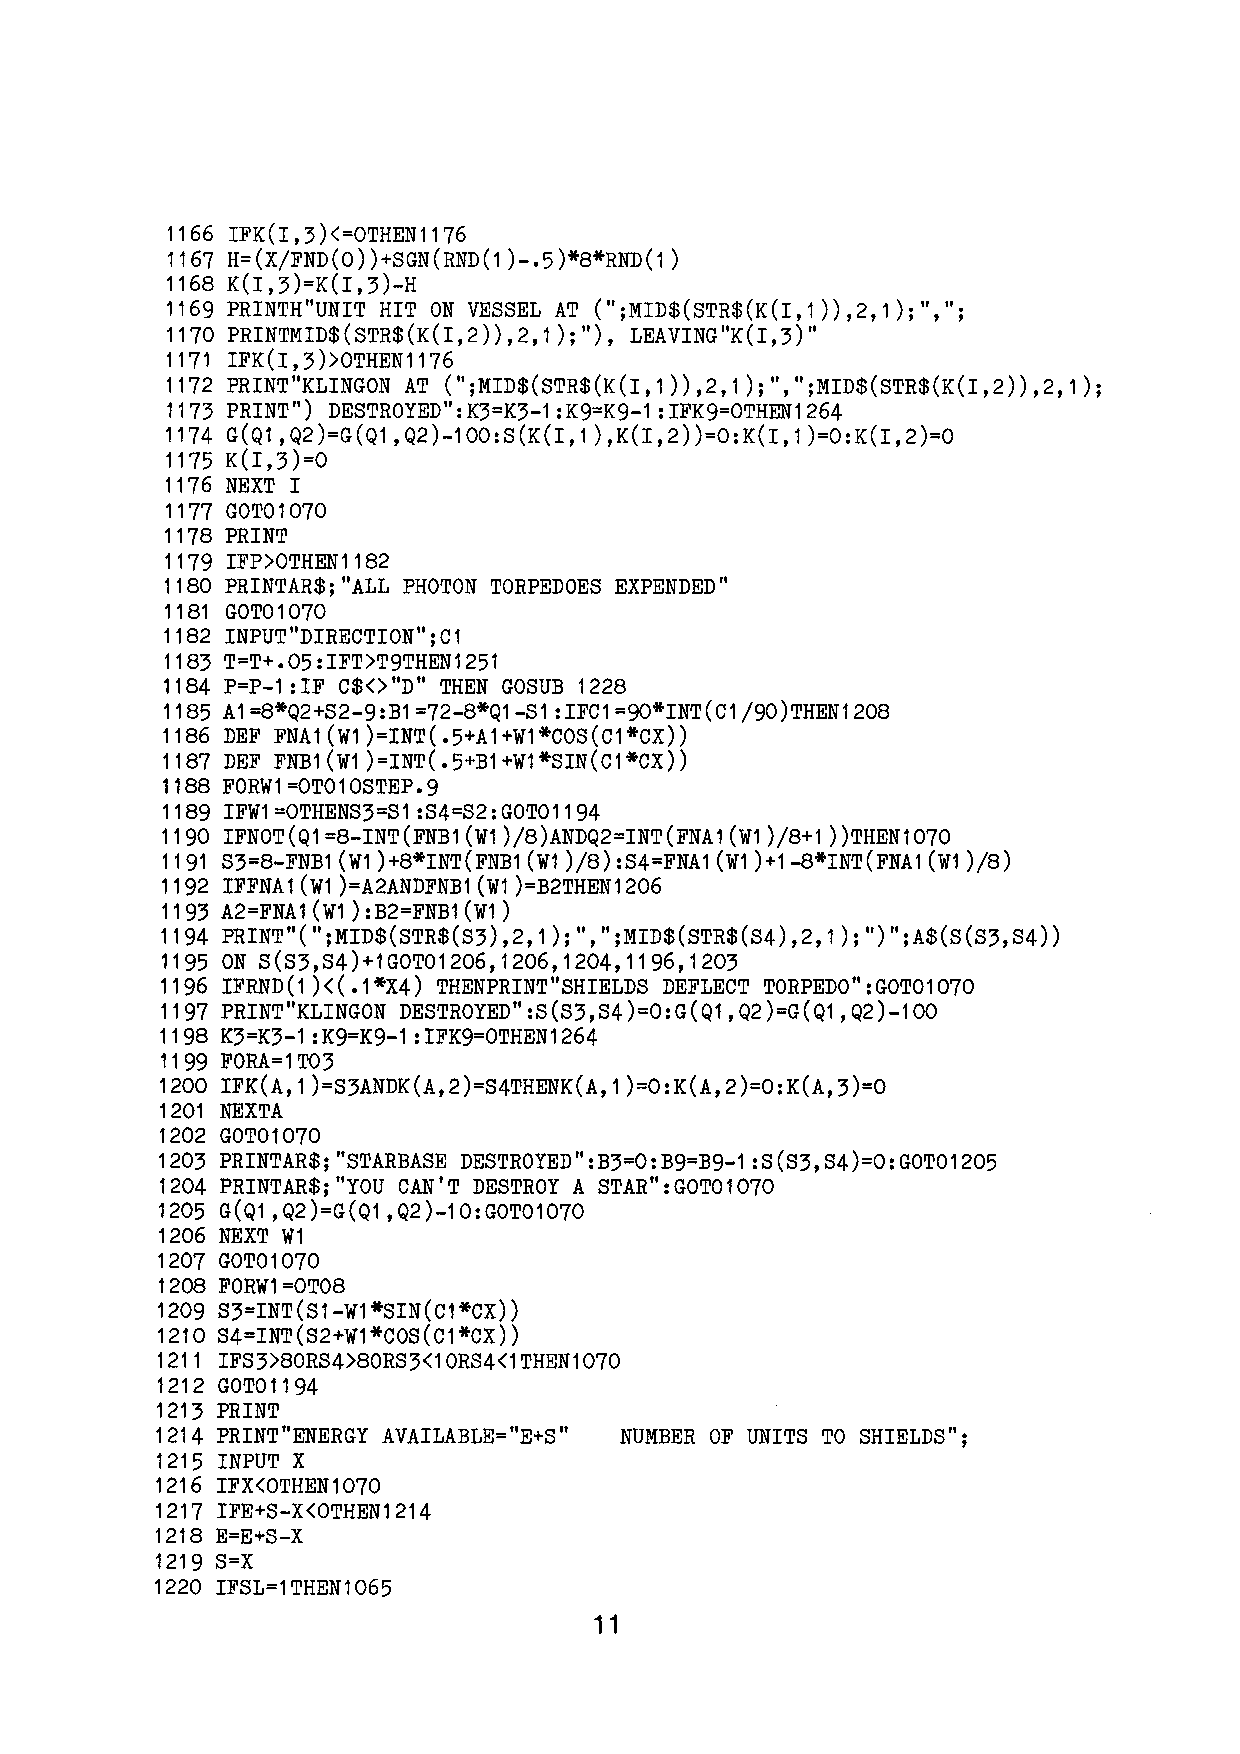 1166 IFK(I,3)<=0THEN1176
1167 H=(X/FND(0))+SGN(RND(1)-.5)*8*RND(1)
1168 K(I,3)=K(I,3)-H
1169 PRINTH"UNIT HIT ON VESSEL AT (";MID$(STR$(K(I,1)),2,1);",";
1170 PRINTMID$(STR$(K(I,2)),2,1);"), LEAVING"K(I,3)"
1171 IFK(I,3)>0THEN1176
1172 PRINT"KLINGON AT (";MID$(STR$(K(I,1)),2,1);",";MID$(STR$(K(I,2)),2,1);
1173 PRINT") DESTROYED":K3=K3-1:K9=K9-1:IFK9=0THEN1264
1174 G(Q1,Q2)=G(Q1,Q2)-100:S(K(I,1),K(I,2))=0:K(I,1)=0:K(I,2)=0
1175 K(I,3)=0
1176 NEXT I
1177 GOTO1070
1178 PRINT
1179 IFP>0THEN1182
1180 PRINTAR$;"ALL PHOTON TORPEDOES EXPENDED"
1181 GOTO1070
1182 INPUT"DIRECTION";C1
1183 T=T+.05:IFT>T9THEN1251
1184 P=P-1:IF C$<>"D" THEN GOSUB 1228
1185 A1=8*Q2+S2-9:B1=72-8*Q1-S1:IFC1=90*INT(C1/90)THEN1208
1186 DEF FNA1(W1)=INT(.5+A1+W1*COS(C1*CX))
1187 DEF FNB1(W1)=INT(.5+B1+W1*SIN(C1*CX))
1188 FORW1=0TO10STEP.9
1189 IFW1=0THENS3=S1:S4=S2:GOTO1194
1190 IFNOT(Q1=8-INT(FNB1(W1)/8)ANDQ2=INT(FNA1(W1)/8+1))THEN1070
1191 S3=8-FNB1(W1)+8*INT(FNB1(W1)/8):S4=FNA1(W1)+1-8*INT(FNA1(W1)/8)
1192 IFFNA1(W1)=A2ANDFNB1(W1)=B2THEN1206
1193 A2=FNA1(W1):B2=FNB1(W1)
1194 PRINT"(";MID$(STR$(S3),2,1);",";MID$(STR$(S4),2,1);")";A$(S(S3,S4))
1195 ON S(S3,S4)+1GOTO1206,1206,1204,1196,1203
1196 IFRND(1)<(.1*X4) THENPRINT"SHIELDS DEFLECT TORPEDO":GOTO1070
1197 PRINT"KLINGON DESTROYED":S(S3,S4)=0:G(Q1,Q2)=G(Q1,Q2)-100
1198 K3=K3-1:K9=K9-1:IFK9=0THEN1264
1199 FORA=1TO3
1200 IFK(A,1)=S3ANDK(A,2)=S4THENK(A,1)=0:K(A,2)=0:K(A,3)=0
1201 NEXTA
1202 GOTO1070
1203 PRINTAR$;"STARBASE DESTROYED":B3=0:B9=B9-1:S(S3,S4)=0:GOTO1205
1204 PRINTAR$;"YOU CAN'T DESTROY A STAR":GOTO1070
1205 G(Q1,Q2)=G(Q1,Q2)-10:GOTO1070
1206 NEXT W1
1207 GOTO1070
1208 FORW1=0TO8
1209 S3=INT(S1-W1*SIN(C1*CX))
1210 S4=INT(S2+W1*COS(C1*CX))
1211 IFS3>8ORS4>8ORS3<1ORS4<1THEN1070
1212 GOTO1194
1213 PRINT
1214 PRINT"ENERGY AVAILABLE="E+S"    NUMBER OF UNITS TO SHIELDS";
1215 INPUT X
1216 IFX<0THEN1070
1217 IFE+S-X<0THEN1214
1218 E=E+S-X
1219 S=X
1220 IFSL=1THEN1065
11